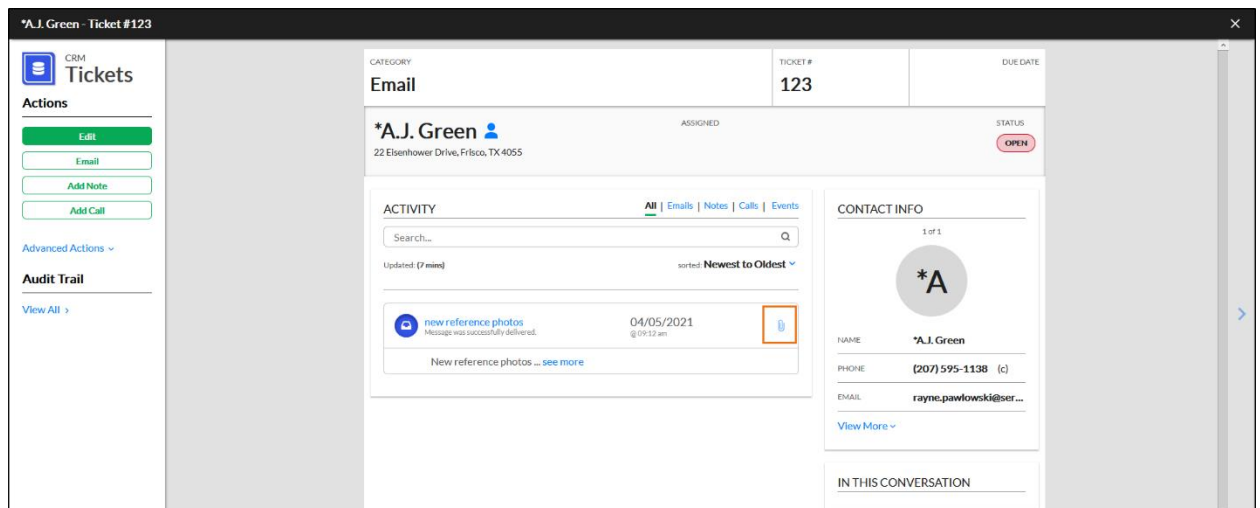 *A.J. Green - Ticket #123
CRM
Tickets
Actions
Edit
Email
Add Note
Add Call
Advanced Actions
Audit Trail
View All
CATEGORY
Email
TICKET #
123
DUE DATE
*A.J. Green
22 Eisenhower Drive, Frisco, TX 4055
ASSIGNED
STATUS
OPEN
ACTIVITY
All | Emails | Notes | Calls | Events
Search...
Updated: (7 mins)
sorted: Newest to Oldest
new reference photos
Message was successfully delivered.
04/05/2021
@ 09:12 am
New reference photos ... see more
CONTACT INFO
1 of 1
*A
NAME *A.J. Green
PHONE (207) 595-1138 (c)
EMAIL rayne.pawlowski@ser...
View More
IN THIS CONVERSATION